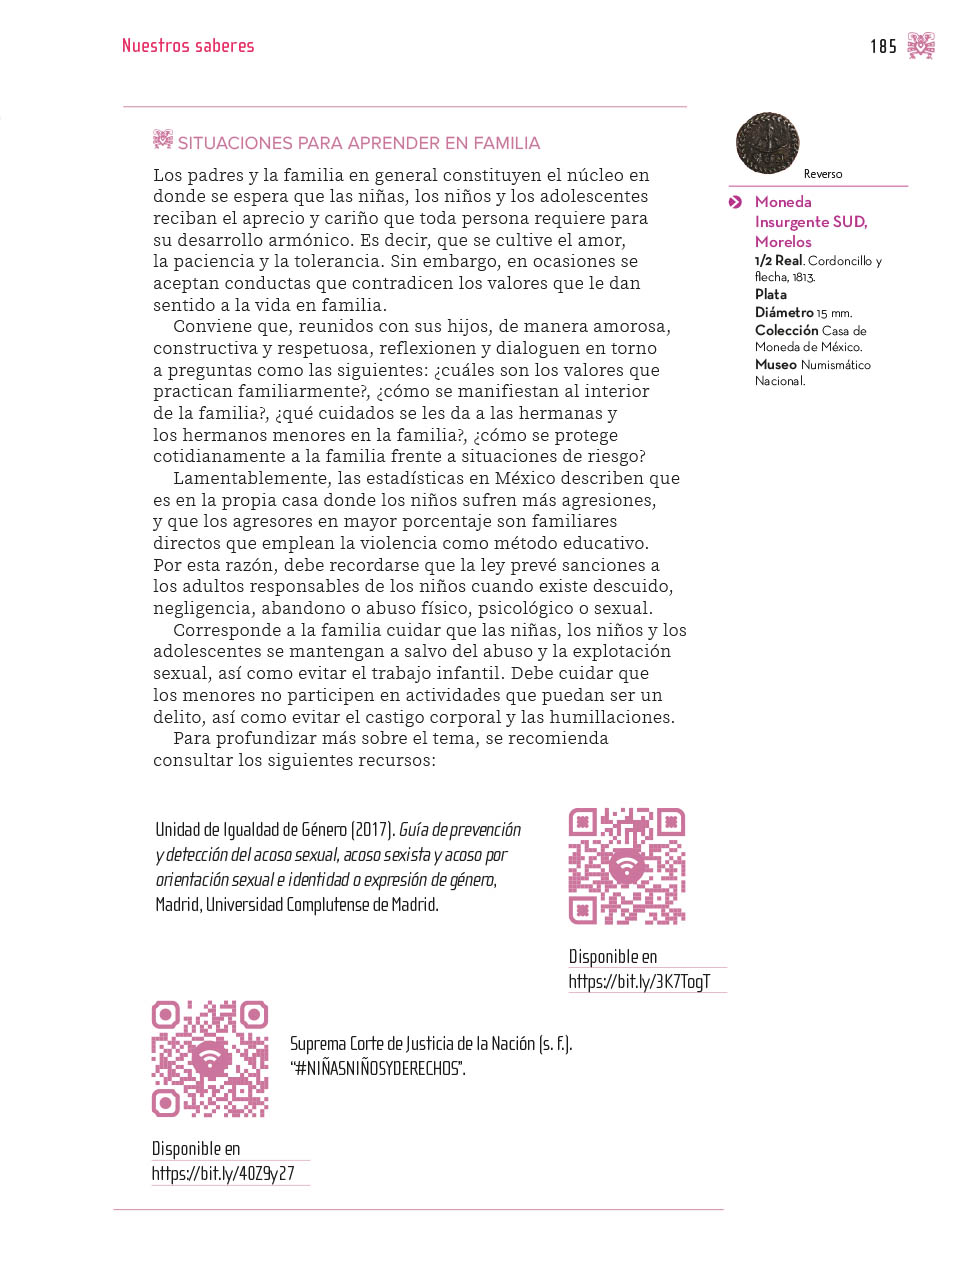 Nuestros saberes
185
SITUACIONES PARA APRENDER EN FAMILIA
Los padres y la familia en general constituyen el núcleo en
donde se espera que las niñas, los niños y los adolescentes
reciban el aprecio y cariño que toda persona requiere para
su desarrollo armónico. Es decir, que se cultive el amor,
la paciencia y la tolerancia. Sin embargo, en ocasiones se
aceptan conductas que contradicen los valores que le dan
sentido a la vida en familia.
Conviene que, reunidos con sus hijos, de manera amorosa,
constructiva y respetuosa, reflexionen y dialoguen en torno
a preguntas como las siguientes: ¿cuáles son los valores que
practican familiarmente?, ¿cómo se manifiestan al interior
de la familia?, ¿qué cuidados se les da a las hermanas y
los hermanos menores en la familia?, ¿cómo se protege
cotidianamente a la familia frente a situaciones de riesgo?
Lamentablemente, las estadísticas en México describen que
es en la propia casa donde los niños sufren más agresiones,
y que los agresores en mayor porcentaje son familiares
directos que emplean la violencia como método educativo.
Por esta razón, debe recordarse que la ley prevé sanciones a
los adultos responsables de los niños cuando existe descuido,
negligencia, abandono o abuso físico, psicológico o sexual.
Corresponde a la familia cuidar que las niñas, los niños y los
adolescentes se mantengan a salvo del abuso y la explotación
sexual, así como evitar el trabajo infantil. Debe cuidar que
los menores no participen en actividades que puedan ser un
delito, así como evitar el castigo corporal y las humillaciones.
Para profundizar más sobre el tema, se recomienda
consultar los siguientes recursos:
Unidad de Igualdad de Género (2017). Guía de prevención
y detección del acoso sexual, acoso sexista y acoso por
orientación sexual e identidad o expresión de género,
Madrid, Universidad Complutense de Madrid.
Disponible en
https://bit.ly/3K7TogT
Suprema Corte de Justicia de la Nación (s. f.).
“#NIÑASNIÑOSYDERECHOS”.
Disponible en
https://bit.ly/40Z9y27
Reverso
Moneda
Insurgente SUD,
Morelos
1/2 Real. Cordoncillo y
flecha, 1813.
Plata
Diámetro 15 mm.
Colección Casa de
Moneda de México.
Museo Numismático
Nacional.